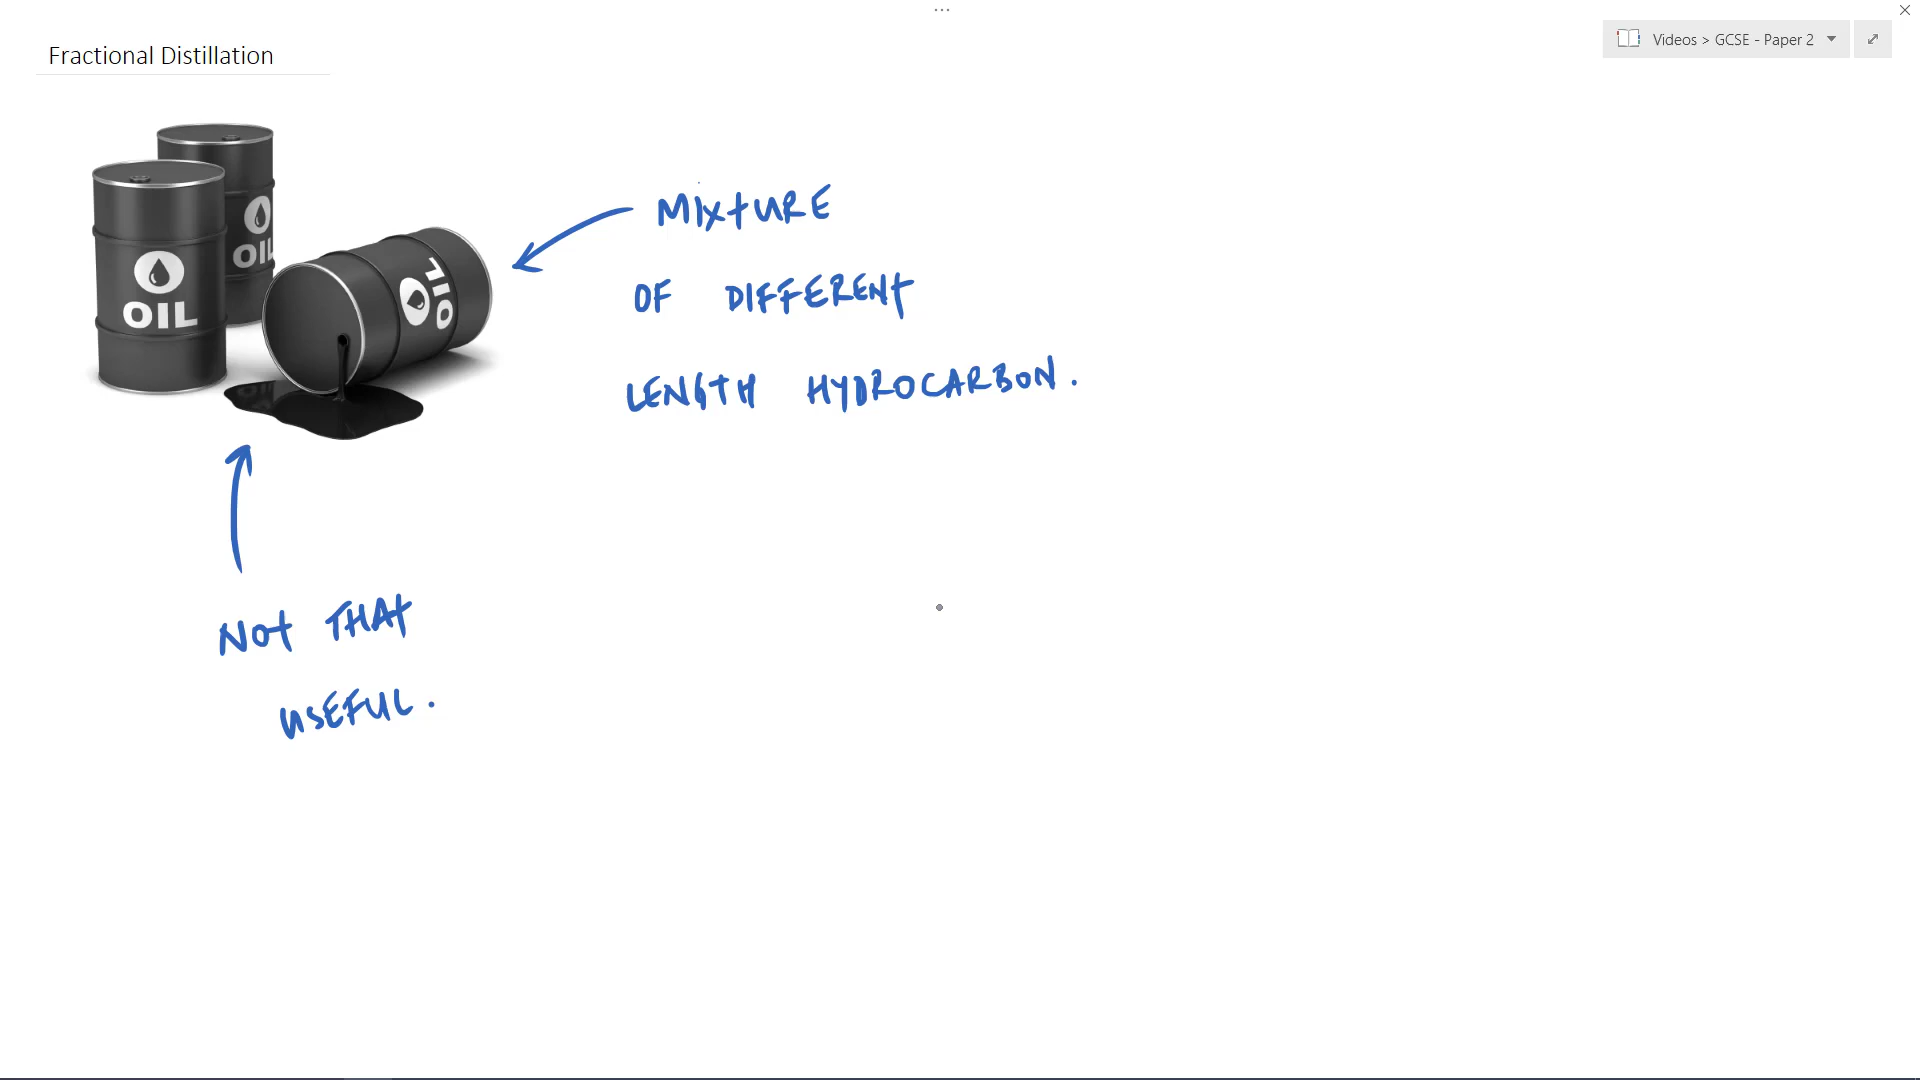 Fractional Distillation
Videos > GCSE - Paper 2
OIL
OIL
OIL
MIXTURE
OF DIFFERENT
LENGTH HYDROCARBON.
NOT THAT
USEFUL.